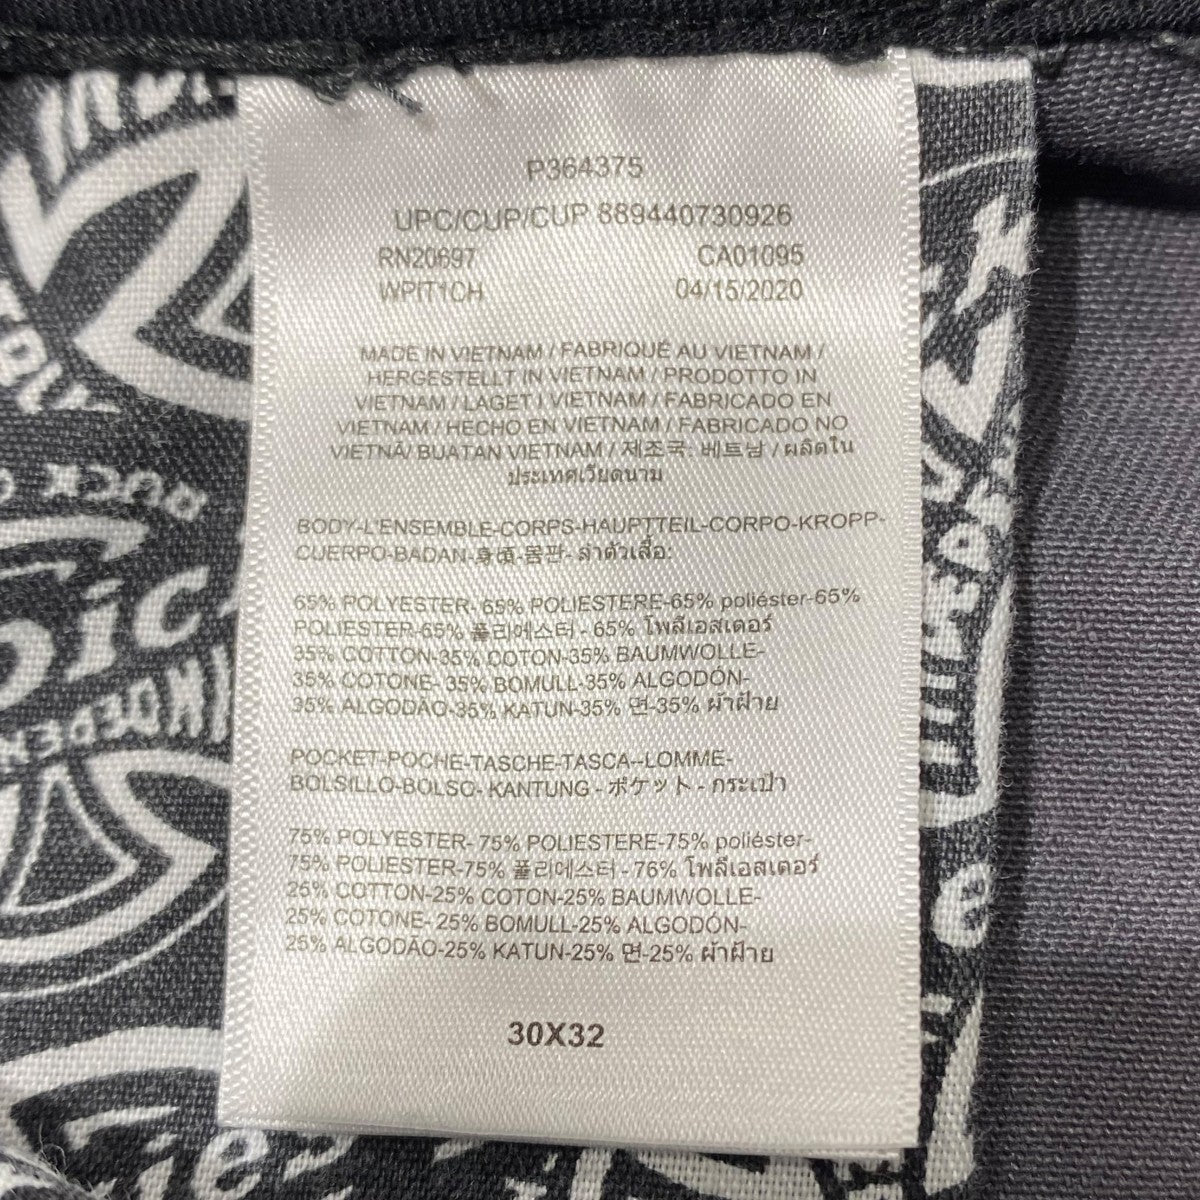 P364375
UPC/CUP/CUP 889440730926
RN20697 CA01095
WPIT1CH 04/15/2020
MADE IN VIETNAM / FABRIQUÉ AU VIETNAM /
HERGESTELLT IN VIETNAM / PRODOTTO IN
VIETNAM / LAGET I VIETNAM / FABRICADO EN
VIETNAM / HECHO EN VIETNAM / FABRICADO NO
VIETNÃ/ BUATAN VIETNAM / 제조국: 베트남 / ผลิตใน
ประเทศเวียดนาม
BODY-L'ENSEMBLE-CORPS-HAUPTTEIL-CORPO-KROPP-
CUERPO-BADAN-身頃-몸판- ลำตัวเสื้อ:
65% POLYESTER- 65% POLIESTERE-65% poliéster-65%
POLIESTER-65% 폴리에스터 - 65% โพลีเอสเตอร์
35% COTTON-35% COTON-35% BAUMWOLLE-
35% COTONE- 35% BOMULL-35% ALGODÓN-
35% ALGODÃO-35% KATUN-35% 면-35% ผ้าฝ้าย
POCKET-POCHE-TASCHE-TASCA--LOMME-
BOLSILLO-BOLSO- KANTUNG - ポケット - กระเป๋า
75% POLYESTER- 75% POLIESTERE-75% poliéster-
75% POLIESTER-75% 폴리에스터 - 76% โพลีเอสเตอร์
25% COTTON-25% COTON-25% BAUMWOLLE-
25% COTONE- 25% BOMULL-25% ALGODÓN-
25% ALGODÃO-25% KATUN-25% 면-25% ผ้าฝ้าย
30X32